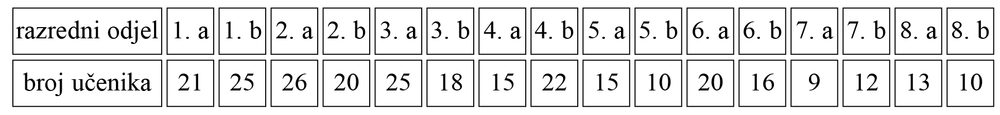 razredni odjel 1. a 1. b 2. a 2. b 3. a 3. b 4. a 4. b 5. a 5. b 6. a 6. b 7. a 7. b 8. a 8. b
broj učenika 21 25 26 20 25 18 15 22 15 10 20 16 9 12 13 10